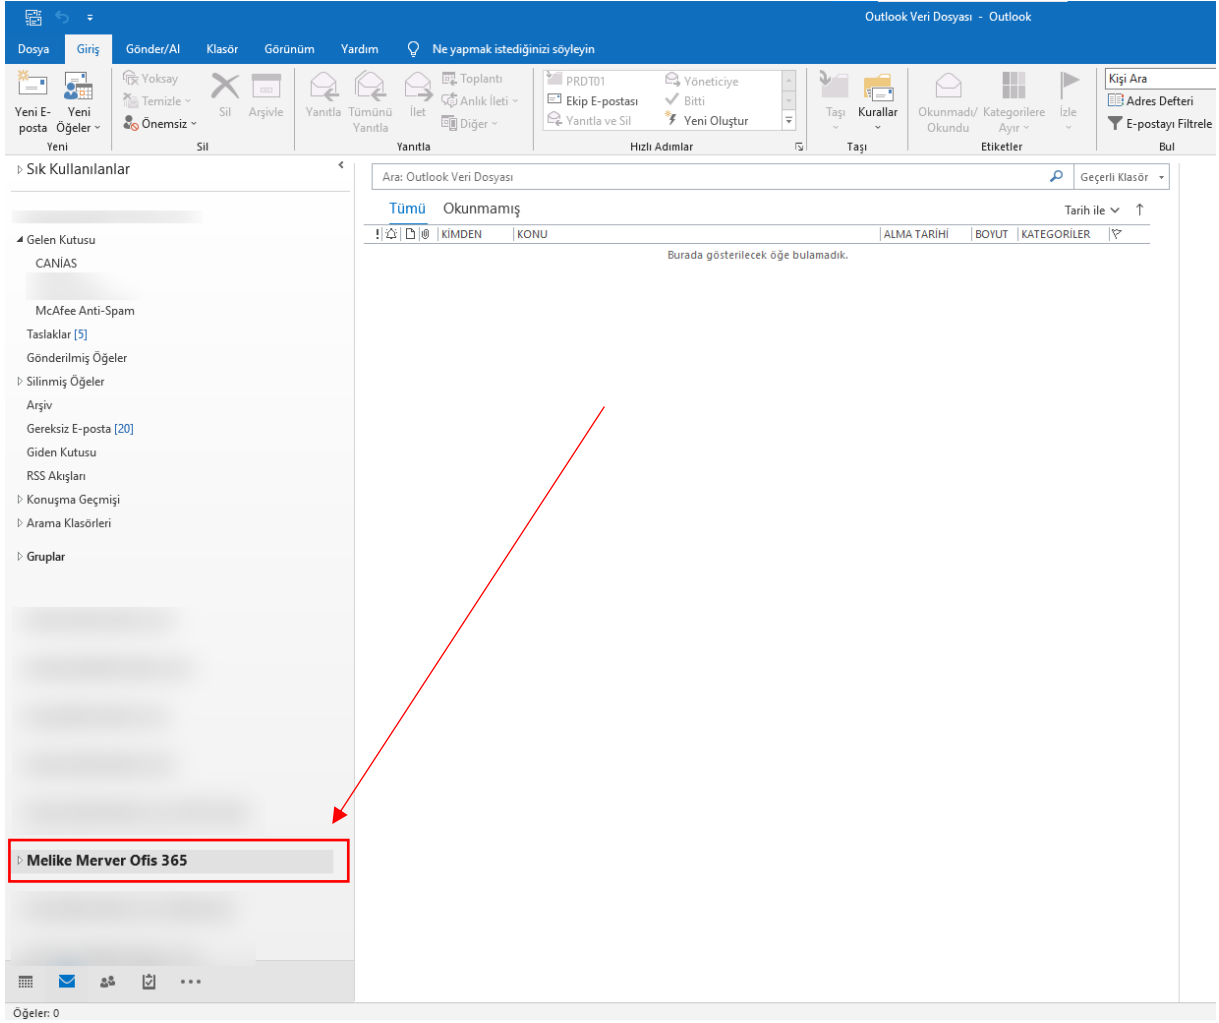 Outlook Veri Dosyası - Outlook
Dosya Giriş Gönder/Al Klasör Görünüm Yardım Ne yapmak istediğinizi söyleyin
Yeni E-posta
Yeni Öğeler
Yeni
Yoksay
Temizle
Önemsiz
Sil
Arşivle
Sil
Yanıtla
Tümünü Yanıtla
İlet
Toplantı
Anlık İleti
Diğer
Yanıtla
PRDT01
Ekip E-postası
Yanıtla ve Sil
Yöneticiye
Bitti
Yeni Oluştur
Hızlı Adımlar
Taşı
Kurallar
Taşı
Okunmadı/ Okundu
Kategorilere Ayır
İzle
Etiketler
Kişi Ara
Adres Defteri
E-postayı Filtrele
Bul
Sık Kullanılanlar
Gelen Kutusu
CANİAS
McAfee Anti-Spam
Taslaklar [5]
Gönderilmiş Öğeler
Silinmiş Öğeler
Arşiv
Gereksiz E-posta [20]
Giden Kutusu
RSS Akışları
Konuşma Geçmişi
Arama Klasörleri
Gruplar
Melike Merver Ofis 365
Ara: Outlook Veri Dosyası
Geçerli Klasör
Tümü Okunmamış
Tarih ile
KİMDEN KONU ALMA TARİHİ BOYUT KATEGORİLER
Burada gösterilecek öğe bulamadık.
Öğeler: 0